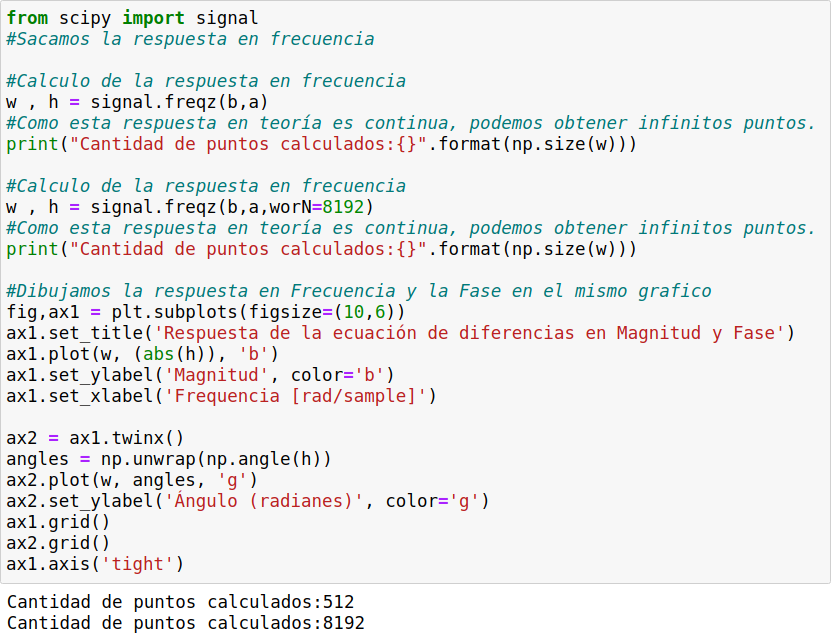 from scipy import signal
#Sacamos la respuesta en frecuencia
#Calculo de la respuesta en frecuencia
w , h = signal.freqz(b,a)
#Como esta respuesta en teoría es continua, podemos obtener infinitos puntos.
print("Cantidad de puntos calculados:{}".format(np.size(w)))
#Calculo de la respuesta en frecuencia
w , h = signal.freqz(b,a,worN=8192)
#Como esta respuesta en teoría es continua, podemos obtener infinitos puntos.
print("Cantidad de puntos calculados:{}".format(np.size(w)))
#Dibujamos la respuesta en Frecuencia y la Fase en el mismo grafico
fig,ax1 = plt.subplots(figsize=(10,6))
ax1.set_title('Respuesta de la ecuación de diferencias en Magnitud y Fase')
ax1.plot(w, (abs(h)), 'b')
ax1.set_ylabel('Magnitud', color='b')
ax1.set_xlabel('Frequencia [rad/sample]')
ax2 = ax1.twinx()
angles = np.unwrap(np.angle(h))
ax2.plot(w, angles, 'g')
ax2.set_ylabel('Ángulo (radianes)', color='g')
ax1.grid()
ax2.grid()
ax1.axis('tight')
Cantidad de puntos calculados:512
Cantidad de puntos calculados:8192